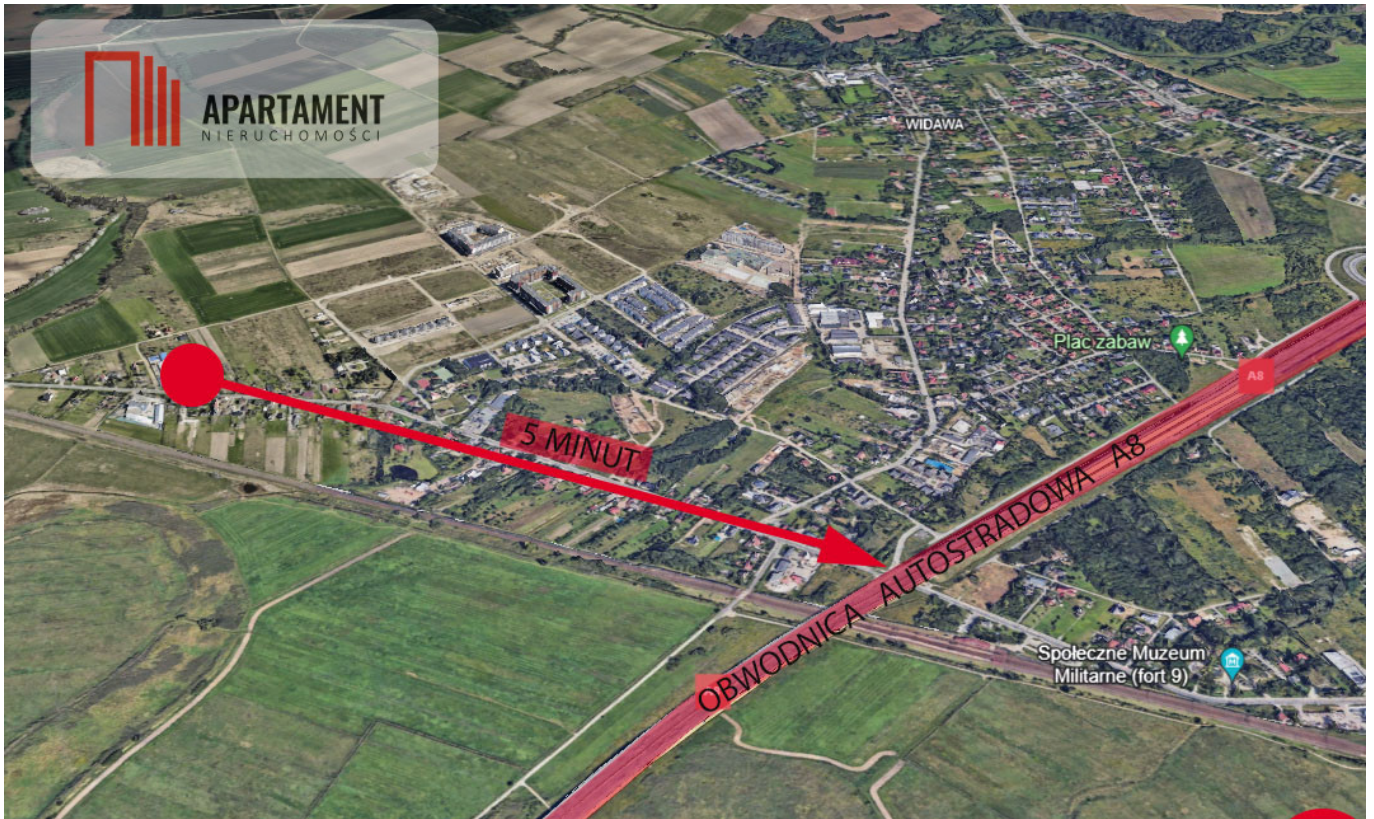 APARTAMENT
NIERUCHOMOŚCI
WIDAWA
Plac zabaw
A8
5 MINUT
OBWODNICA AUTOSTRADOWA A8
Społeczne Muzeum
Militarne (fort 9)